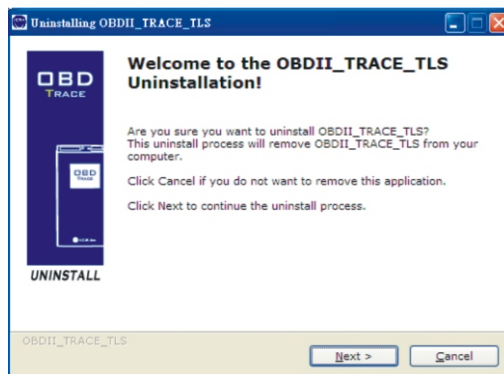 Uninstalling OBDII_TRACE_TLS
OBD
TRACE
OBD
TRACE
UNINSTALL
Welcome to the OBDII_TRACE_TLS
Uninstallation!
Are you sure you want to uninstall OBDII_TRACE_TLS?
This uninstall process will remove OBDII_TRACE_TLS from your
computer.
Click Cancel if you do not want to remove this application.
Click Next to continue the uninstall process.
OBDII_TRACE_TLS
Next >
Cancel